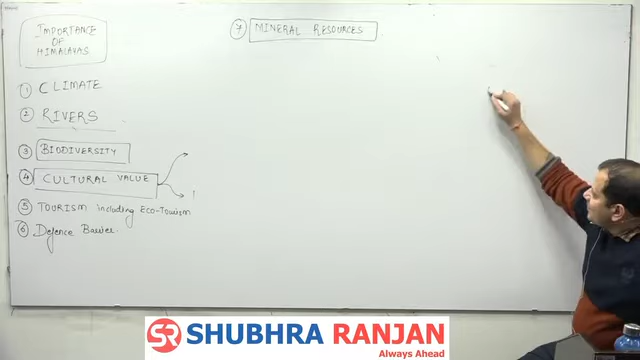 IMPORTANCE
OF
HIMALAYAS
① CLIMATE
② RIVERS
③ BIODIVERSITY
④ CULTURAL VALUE
⑤ TOURISM including ECO-TOURISM
⑥ Defence Barrier.
⑦ MINERAL RESOURCES
SR SHUBHRA RANJAN
Always Ahead